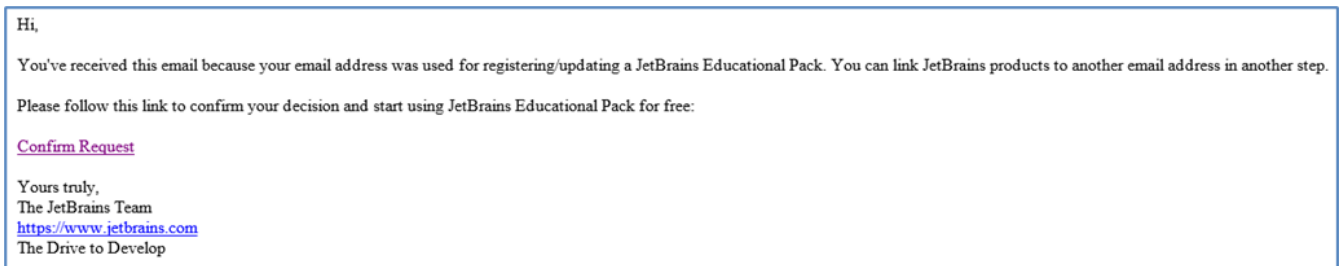 Hi,
You've received this email because your email address was used for registering/updating a JetBrains Educational Pack. You can link JetBrains products to another email address in another step.
Please follow this link to confirm your decision and start using JetBrains Educational Pack for free:
Confirm Request
Yours truly,
The JetBrains Team
https://www.jetbrains.com
The Drive to Develop